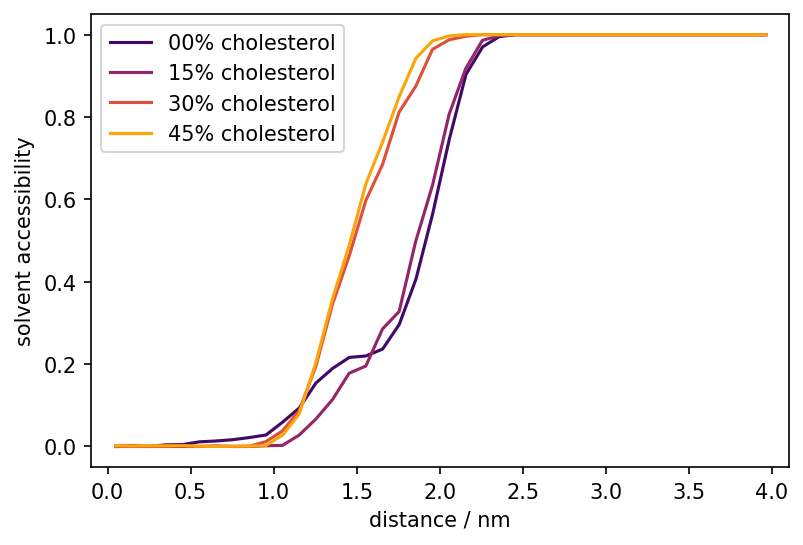 1.0
0.8
0.6
0.4
0.2
0.0
solvent accessibility
00% cholesterol
15% cholesterol
30% cholesterol
45% cholesterol
0.0 0.5 1.0 1.5 2.0 2.5 3.0 3.5 4.0
distance / nm